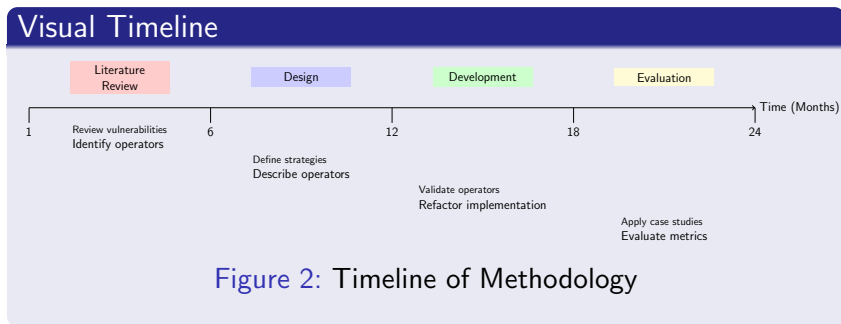 Visual Timeline
Literature
Review
Design
Development
Evaluation
Time (Months)
1
6
12
18
24
Review vulnerabilities
Identify operators
Define strategies
Describe operators
Validate operators
Refactor implementation
Apply case studies
Evaluate metrics
Figure 2: Timeline of Methodology